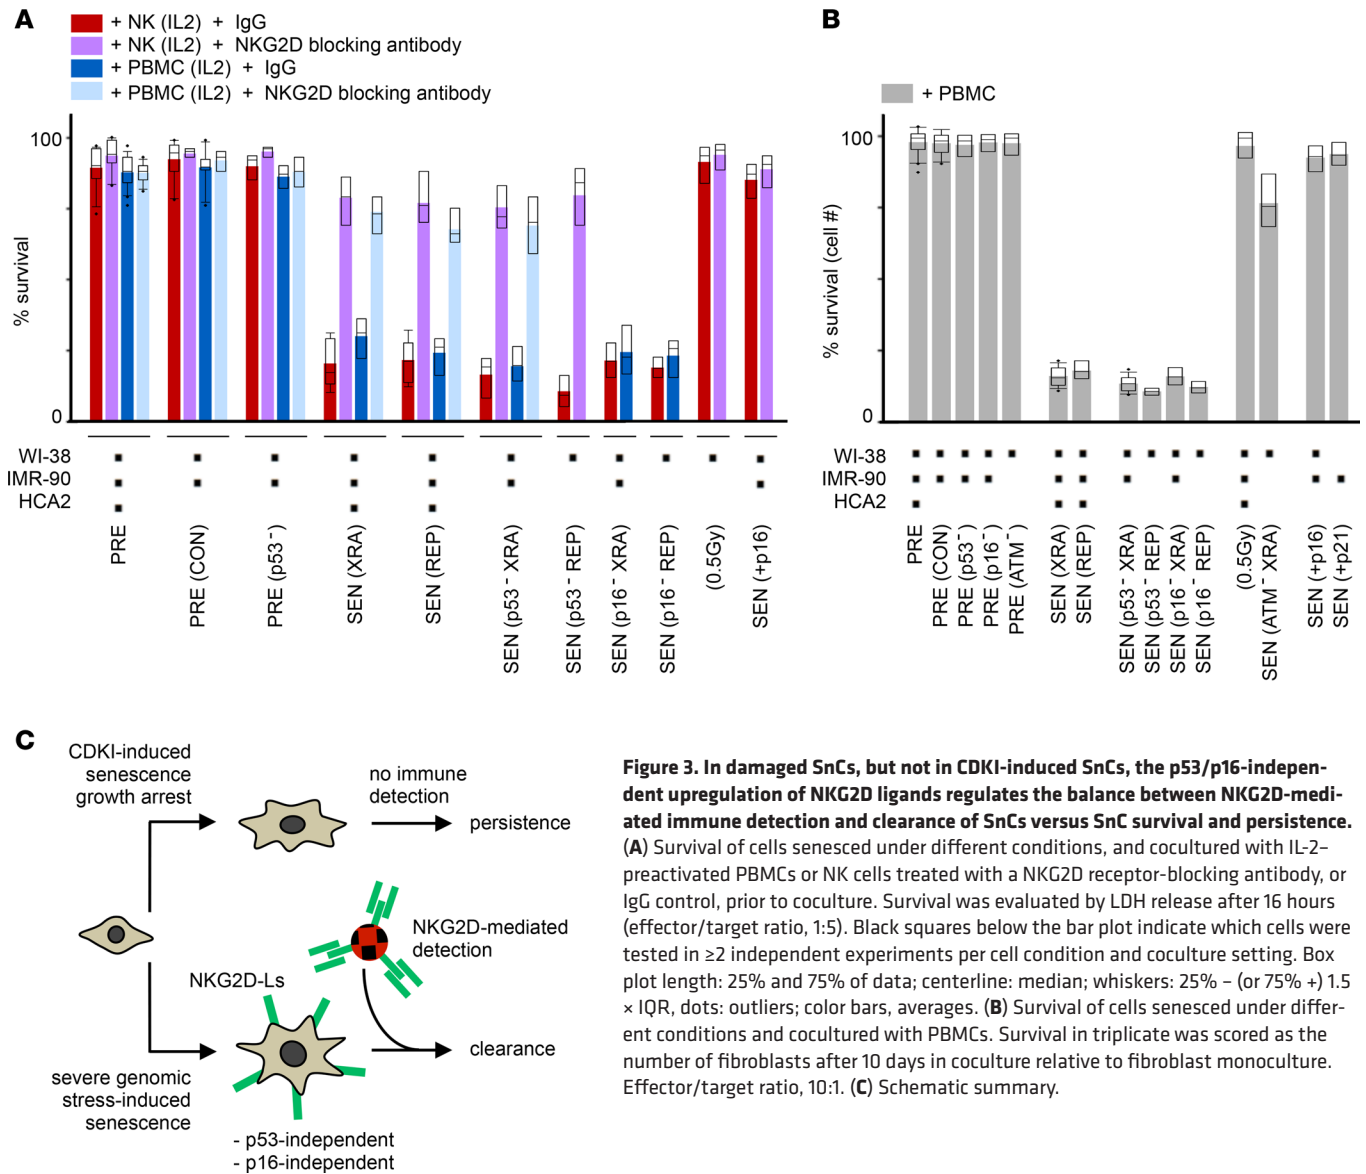 A
+ NK (IL2) + IgG
+ NK (IL2) + NKG2D blocking antibody
+ PBMC (IL2) + IgG
+ PBMC (IL2) + NKG2D blocking antibody
100
% survival
0
WI-38
IMR-90
HCA2
PRE
PRE (CON)
PRE (p53⁻)
SEN (XRA)
SEN (REP)
SEN (p53⁻ XRA)
SEN (p53⁻ REP)
SEN (p16⁻ XRA)
SEN (p16⁻ REP)
(0.5Gy)
SEN (+p16)
B
+ PBMC
100
% survival (cell #)
0
WI-38
IMR-90
HCA2
PRE
PRE (CON)
PRE (p53⁻)
PRE (p16⁻)
PRE (ATM⁻)
SEN (XRA)
SEN (REP)
SEN (p53⁻ XRA)
SEN (p53⁻ REP)
SEN (p16⁻ XRA)
SEN (p16⁻ REP)
(0.5Gy)
SEN (ATM⁻ XRA)
SEN (+p16)
SEN (+p21)
C
CDKI-induced
senescence
growth arrest
no immune
detection
persistence
NKG2D-mediated
detection
NKG2D-Ls
clearance
severe genomic
stress-induced
senescence
- p53-independent
- p16-independent
Figure 3. In damaged SnCs, but not in CDKI-induced SnCs, the p53/p16-indepen-
dent upregulation of NKG2D ligands regulates the balance between NKG2D-medi-
ated immune detection and clearance of SnCs versus SnC survival and persistence.
(A) Survival of cells senesced under different conditions, and cocultured with IL-2–
preactivated PBMCs or NK cells treated with a NKG2D receptor-blocking antibody, or
IgG control, prior to coculture. Survival was evaluated by LDH release after 16 hours
(effector/target ratio, 1:5). Black squares below the bar plot indicate which cells were
tested in ≥2 independent experiments per cell condition and coculture setting. Box
plot length: 25% and 75% of data; centerline: median; whiskers: 25% – (or 75% +) 1.5
× IQR, dots: outliers; color bars, averages. (B) Survival of cells senesced under differ-
ent conditions and cocultured with PBMCs. Survival in triplicate was scored as the
number of fibroblasts after 10 days in coculture relative to fibroblast monoculture.
Effector/target ratio, 10:1. (C) Schematic summary.